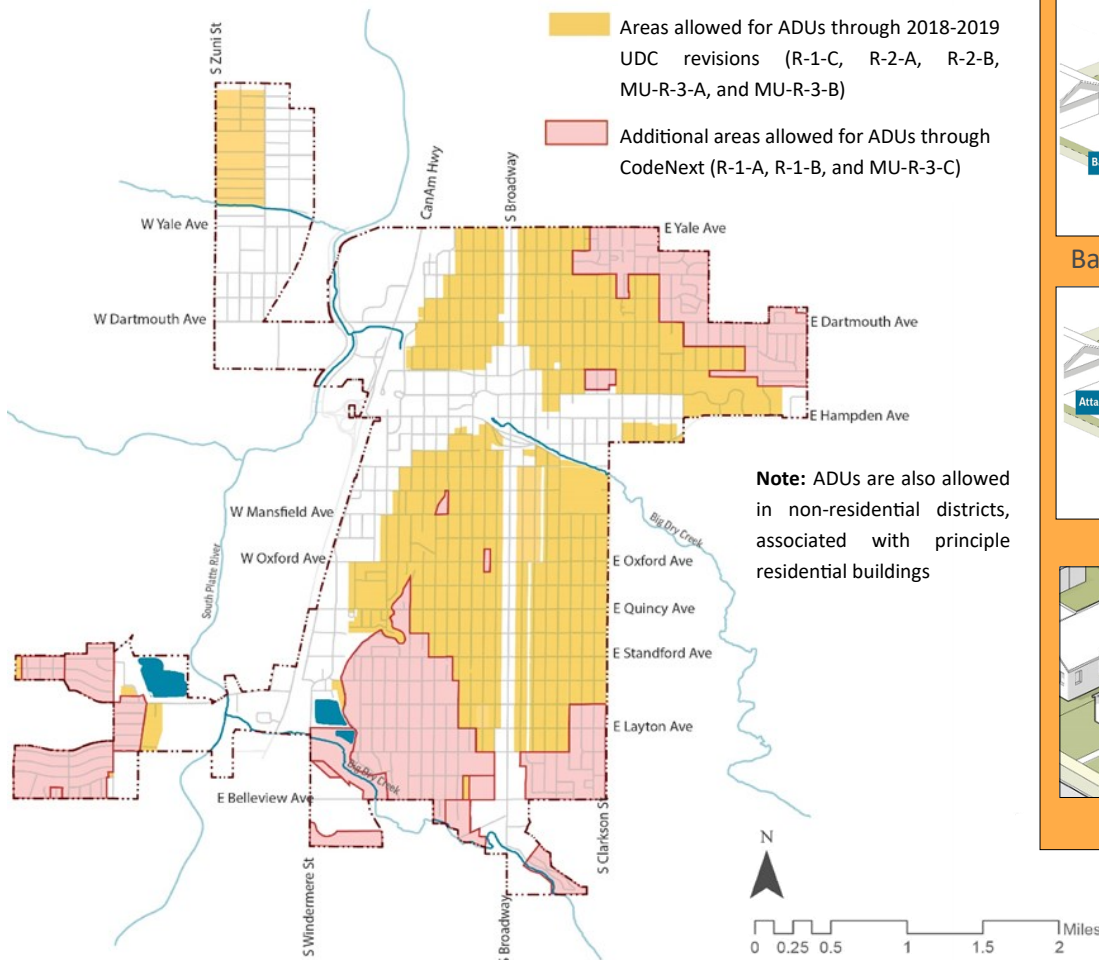 Areas allowed for ADUs through 2018-2019
UDC revisions (R-1-C, R-2-A, R-2-B,
MU-R-3-A, and MU-R-3-B)
Additional areas allowed for ADUs through
CodeNext (R-1-A, R-1-B, and MU-R-3-C)
S Zuni St
CanAm Hwy
S Broadway
W Yale Ave
E Yale Ave
W Dartmouth Ave
E Dartmouth Ave
E Hampden Ave
Note: ADUs are also allowed
in non-residential districts,
associated with principle
residential buildings
W Mansfield Ave
Big Dry Creek
W Oxford Ave
E Oxford Ave
South Platte River
E Quincy Ave
E Standford Ave
E Layton Ave
Big Dry Creek
E Belleview Ave
S Clarkson St
S Windermere St
S Broadway
N
Miles
0 0.25 0.5 1 1.5 2
Ba
Atta